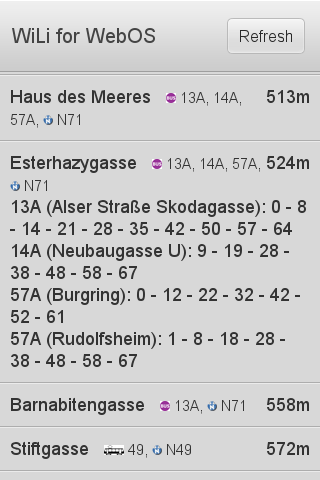 WiLi for WebOS Refresh
Haus des Meeres BUS 13A, 14A, 513m
57A, N71
Esterhazygasse BUS 13A, 14A, 57A, 524m
N71
13A (Alser Straße Skodagasse): 0 - 8
- 14 - 21 - 28 - 35 - 42 - 50 - 57 - 64
14A (Neubaugasse U): 9 - 19 - 28 -
38 - 48 - 58 - 67
57A (Burgring): 0 - 12 - 22 - 32 - 42 -
52 - 61
57A (Rudolfsheim): 1 - 8 - 18 - 28 -
38 - 48 - 58 - 67
Barnabitengasse BUS 13A, N71 558m
Stiftgasse 49, N49 572m